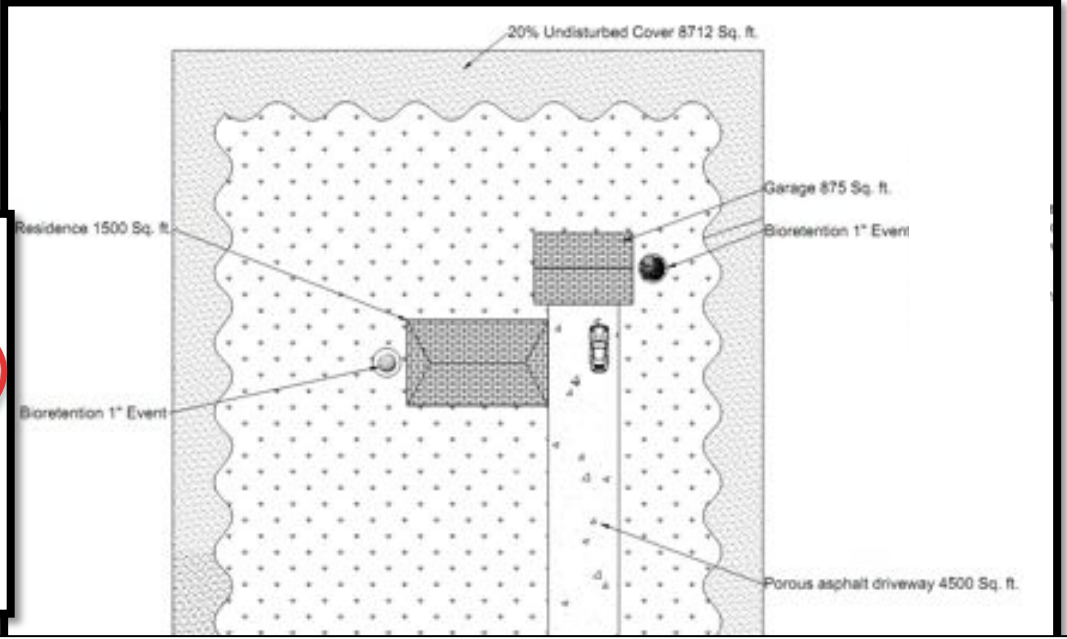 20% Undisturbed Cover 8712 Sq. ft.
Garage 875 Sq. ft.
Residence 1500 Sq. ft.
Bioretention 1" Event
Bioretention 1" Event
Porous asphalt driveway 4500 Sq. ft.